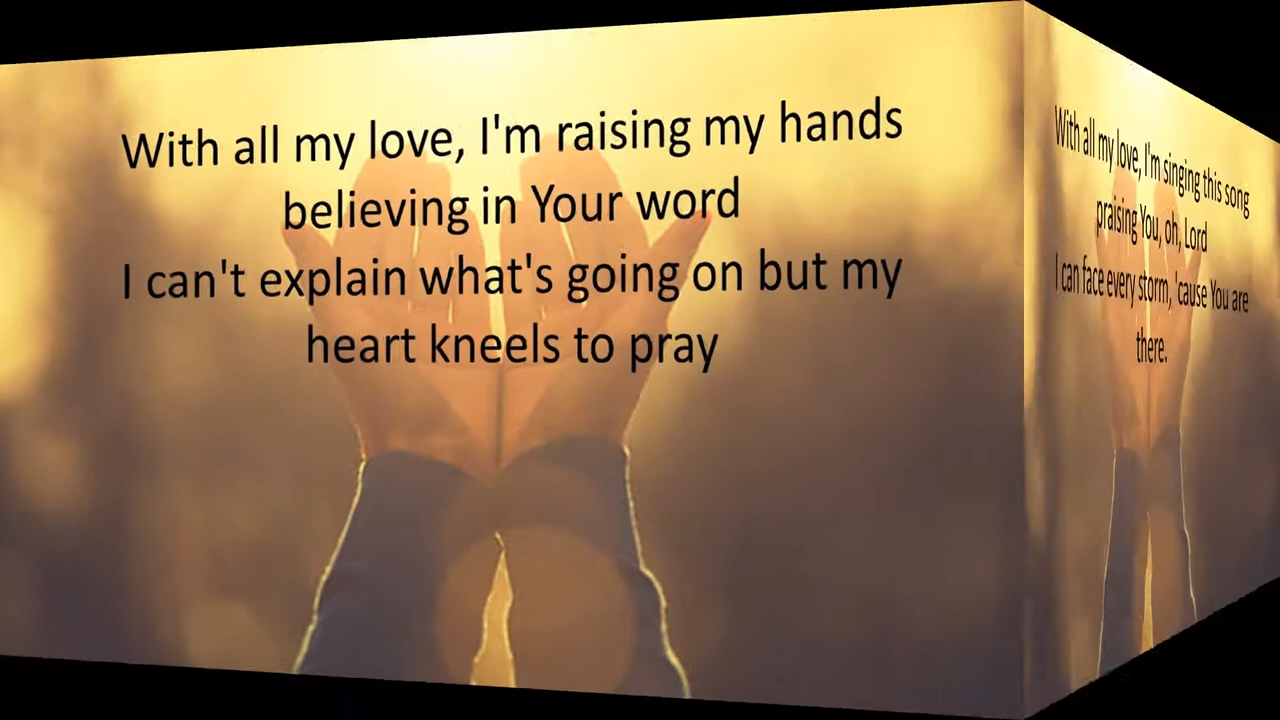 With all my love, I'm raising my hands
believing in Your word
I can't explain what's going on but my
heart kneels to pray
With all my love, I'm singing this song
praising You, oh, Lord
I can face every storm, 'cause You are
there.